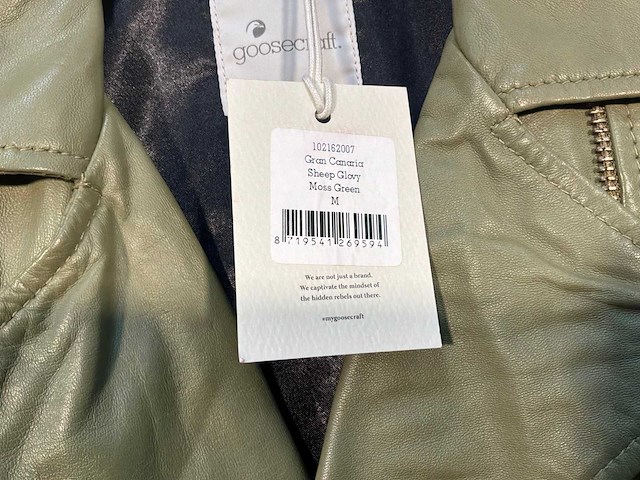 goosecraft.
102162007
Gran Canaria
Sheep Glovy
Moss Green
M
8 719541 269594
We are not just a brand.
We captivate the mindset of
the hidden rebels out there.
#mygoosecraft